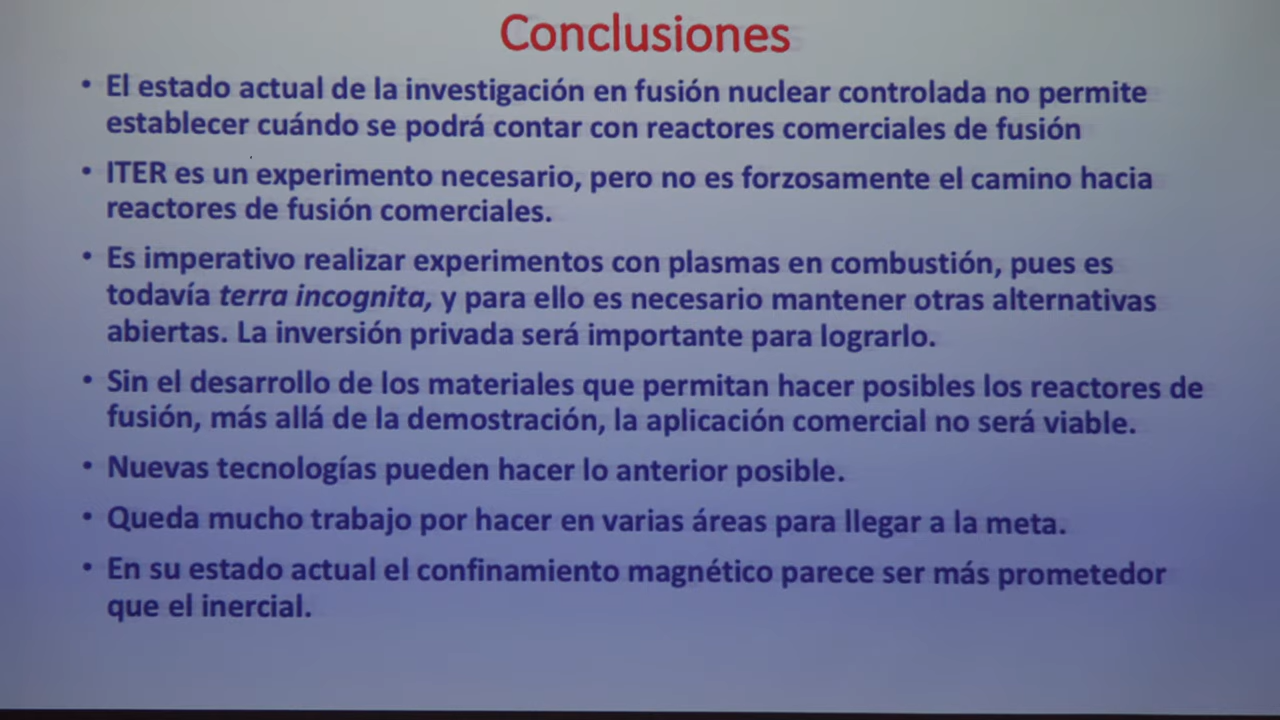 Conclusiones
• El estado actual de la investigación en fusión nuclear controlada no permite
establecer cuándo se podrá contar con reactores comerciales de fusión
• ITER es un experimento necesario, pero no es forzosamente el camino hacia
reactores de fusión comerciales.
• Es imperativo realizar experimentos con plasmas en combustión, pues es
todavía terra incognita, y para ello es necesario mantener otras alternativas
abiertas. La inversión privada será importante para lograrlo.
• Sin el desarrollo de los materiales que permitan hacer posibles los reactores de
fusión, más allá de la demostración, la aplicación comercial no será viable.
• Nuevas tecnologías pueden hacer lo anterior posible.
• Queda mucho trabajo por hacer en varias áreas para llegar a la meta.
• En su estado actual el confinamiento magnético parece ser más prometedor
que el inercial.